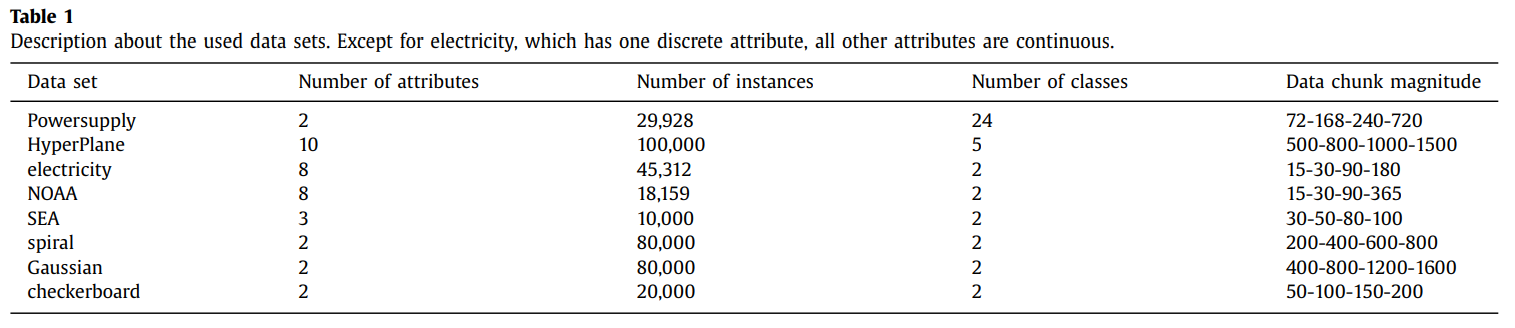 Table 1
Description about the used data sets. Except for electricity, which has one discrete attribute, all other attributes are continuous.
Data set Number of attributes Number of instances Number of classes Data chunk magnitude
Powersupply 2 29,928 24 72-168-240-720
HyperPlane 10 100,000 5 500-800-1000-1500
electricity 8 45,312 2 15-30-90-180
NOAA 8 18,159 2 15-30-90-365
SEA 3 10,000 2 30-50-80-100
spiral 2 80,000 2 200-400-600-800
Gaussian 2 80,000 2 400-800-1200-1600
checkerboard 2 20,000 2 50-100-150-200